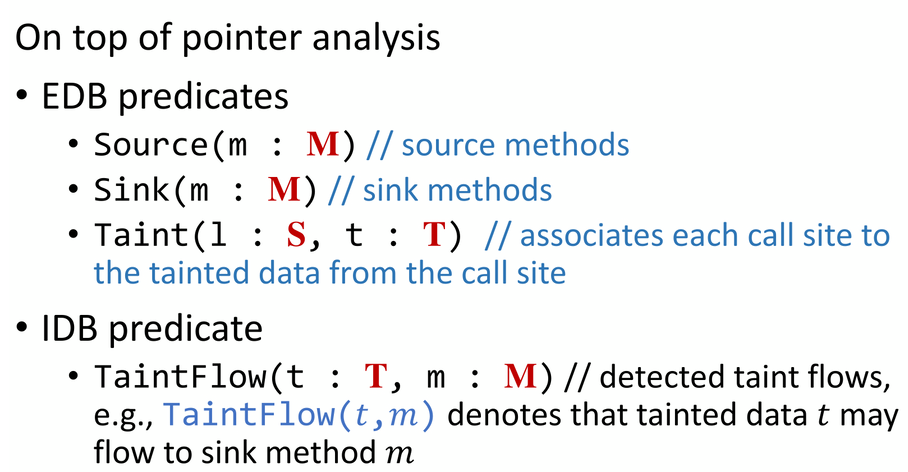 On top of pointer analysis
• EDB predicates
• Source(m : M) // source methods
• Sink(m : M) // sink methods
• Taint(l : S, t : T) // associates each call site to
the tainted data from the call site
• IDB predicate
• TaintFlow(t : T, m : M) // detected taint flows,
e.g., TaintFlow(t,m) denotes that tainted data t may
flow to sink method m